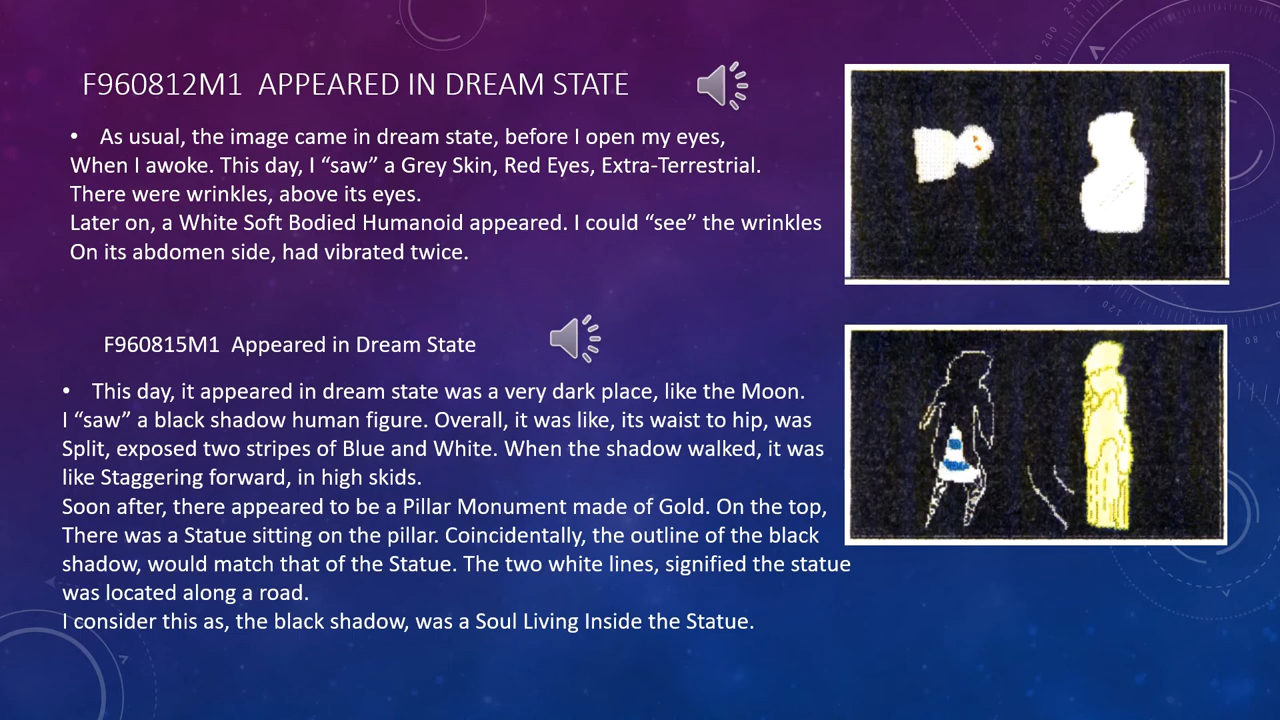 F960812M1 APPEARED IN DREAM STATE
• As usual, the image came in dream state, before I open my eyes,
When I awoke. This day, I “saw” a Grey Skin, Red Eyes, Extra-Terrestrial.
There were wrinkles, above its eyes.
Later on, a White Soft Bodied Humanoid appeared. I could “see” the wrinkles
On its abdomen side, had vibrated twice.
F960815M1 Appeared in Dream State
• This day, it appeared in dream state was a very dark place, like the Moon.
I “saw” a black shadow human figure. Overall, it was like, its waist to hip, was
Split, exposed two stripes of Blue and White. When the shadow walked, it was
like Staggering forward, in high skids.
Soon after, there appeared to be a Pillar Monument made of Gold. On the top,
There was a Statue sitting on the pillar. Coincidentally, the outline of the black
shadow, would match that of the Statue. The two white lines, signified the statue
was located along a road.
I consider this as, the black shadow, was a Soul Living Inside the Statue.